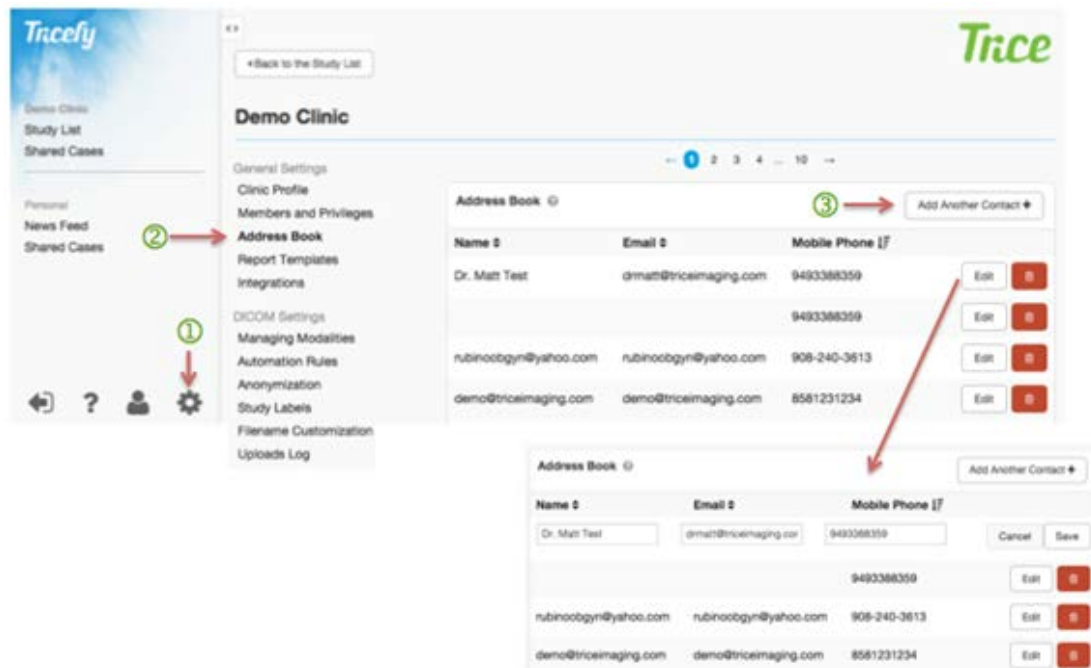 Tricefy
Trice
<> 
◂Back to the Study List
Demo Clinic
Study List
Shared Cases
Personal
News Feed
Shared Cases
①
?
Demo Clinic
General Settings
Clinic Profile
Members and Privileges
② Address Book
Report Templates
Integrations
DICOM Settings
Managing Modalities
Automation Rules
Anonymization
Study Labels
Filename Customization
Uploads Log
← 1 2 3 4 ... 10 →
Address Book ③ Add Another Contact +
Name Email Mobile Phone
Dr. Matt Test drmatt@triceimaging.com 9493388359 Edit
9493388359 Edit
rubinoobgyn@yahoo.com rubinoobgyn@yahoo.com 908-240-3613 Edit
demo@triceimaging.com demo@triceimaging.com 8581231234 Edit
Address Book Add Another Contact +
Name Email Mobile Phone
Dr. Matt Test drmatt@triceimaging.cor 9493388359 Cancel Save
9493388359 Edit
rubinoobgyn@yahoo.com rubinoobgyn@yahoo.com 908-240-3613 Edit
demo@triceimaging.com demo@triceimaging.com 8581231234 Edit